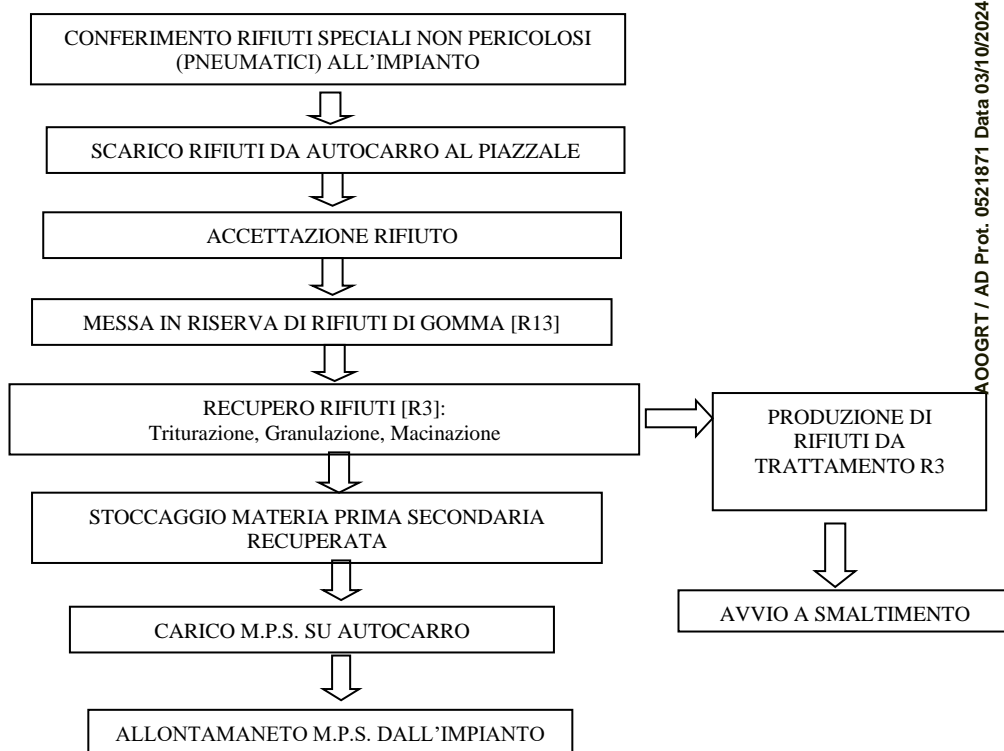 CONFERIMENTO RIFIUTI SPECIALI NON PERICOLOSI
(PNEUMATICI) ALL'IMPIANTO
SCARICO RIFIUTI DA AUTOCARRO AL PIAZZALE
ACCETTAZIONE RIFIUTO
MESSA IN RISERVA DI RIFIUTI DI GOMMA [R13]
RECUPERO RIFIUTI [R3]:
Triturazione, Granulazione, Macinazione
PRODUZIONE DI
RIFIUTI DA
TRATTAMENTO R3
STOCCAGGIO MATERIA PRIMA SECONDARIA
RECUPERATA
AVVIO A SMALTIMENTO
CARICO M.P.S. SU AUTOCARRO
ALLONTAMANETO M.P.S. DALL'IMPIANTO
AOOGRT / AD Prot. 0521871 Data 03/10/2024